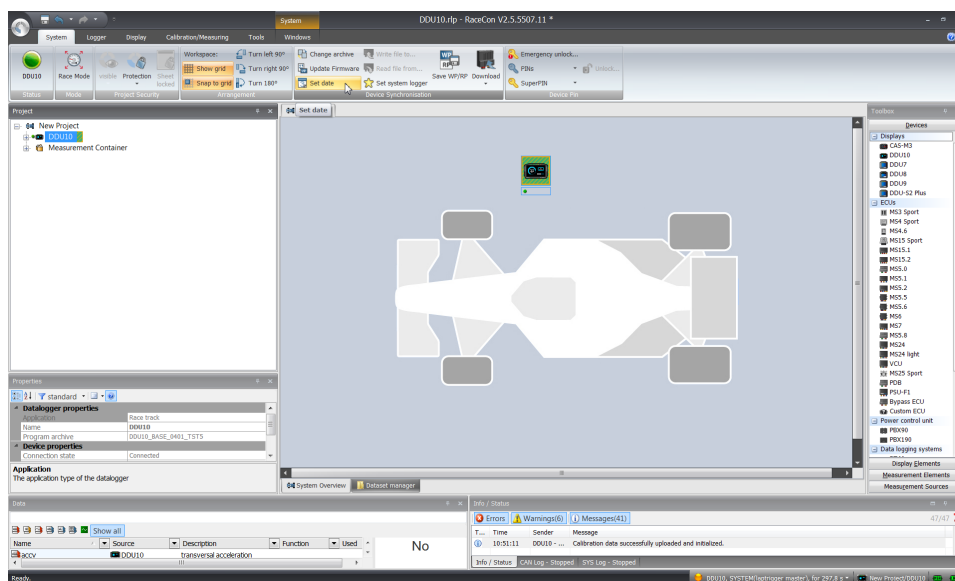 System
DDU10.rlp - RaceCon V2.5.5507.11 *
System Logger Display Calibration/Measuring Tools Windows
Workspace: Turn left 90° Change archive Write file to... Emergency unlock...
Show grid Turn right 90° Update Firmware Read file from... PINs Unlock...
DDU10 Race Mode visible Protection Sheet locked Snap to grid Turn 180° Set date Set system logger Save WP/RP Download SuperPIN
Status Mode Project Security Arrangement Device Synchronisation Device Pin
Project
Set date
Toolbox
New Project
DDU10
Measurement Container
Devices
Displays
CAS-M3
DDU10
DDU7
DDU8
DDU9
DDU-S2 Plus
ECUs
MS3 Sport
MS4 Sport
MS4.6
MS15 Sport
MS15.1
MS15.2
MS5.0
MS5.1
MS5.2
MS5.5
MS5.6
MS6
MS7
MS5.8
MS24
MS24 light
VCU
MS25 Sport
PDB
PSU-F1
Bypass ECU
Custom ECU
Power control unit
PBX90
PBX190
Data logging systems
Display Elements
Measurement Elements
Measurement Sources
Properties
standard
Datalogger properties
Application Race track
Name DDU10
Program archive DDU10_BASE_0401_TST5
Device properties
Connection state Connected
Application
The application type of the datalogger
System Overview Dataset manager
Data
Show all
Name Source Description Function Used
accv DDU10 transversal acceleration
No
Info / Status
Errors Warnings(6) Messages(41) 47/47
T... Time Sender Message
10:51:11 DDU10 - ... Calibration data successfully uploaded and initialized.
Info / Status CAN Log - Stopped SYS Log - Stopped
Ready.
DDU10, SYSTEM(laptrigger master), for 297.8 s New Project/DDU10